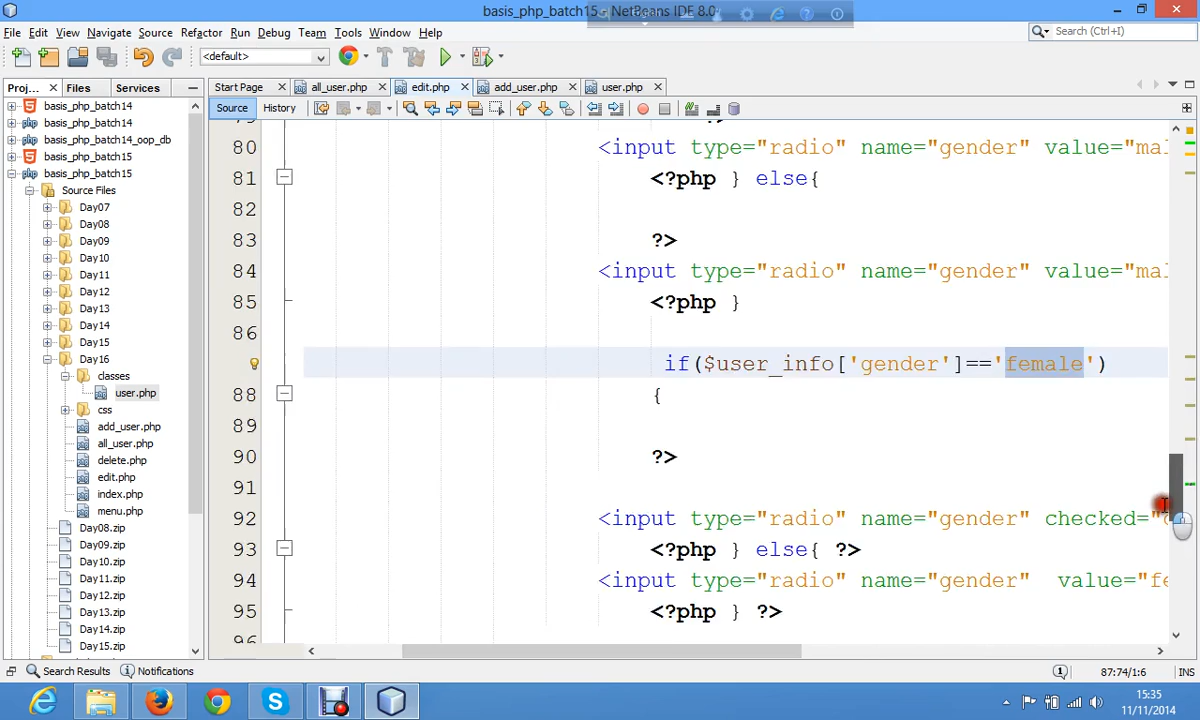 basis_php_batch15 - NetBeans IDE 8.0
File Edit View Navigate Source Refactor Run Debug Team Tools Window Help
Search (Ctrl+I)
<default>
Proj... Files Services
Start Page all_user.php edit.php add_user.php user.php
Source History
basis_php_batch14
basis_php_batch14
basis_php_batch14_oop_db
basis_php_batch15
basis_php_batch15
Source Files
Day07
Day08
Day09
Day10
Day11
Day12
Day13
Day14
Day15
Day16
classes
user.php
css
add_user.php
all_user.php
delete.php
edit.php
index.php
menu.php
Day08.zip
Day09.zip
Day10.zip
Day11.zip
Day12.zip
Day13.zip
Day14.zip
Day15.zip
80 <input type="radio" name="gender" value="mal
81 <?php } else{
82
83 ?>
84 <input type="radio" name="gender" value="mal
85 <?php }
86
if($user_info['gender']=='female')
88 {
89
90 ?>
91
92 <input type="radio" name="gender" checked="
93 <?php } else{ ?>
94 <input type="radio" name="gender" value="fe
95 <?php } ?>
96
Search Results Notifications
87:74/1:6 INS
15:35
11/11/2014